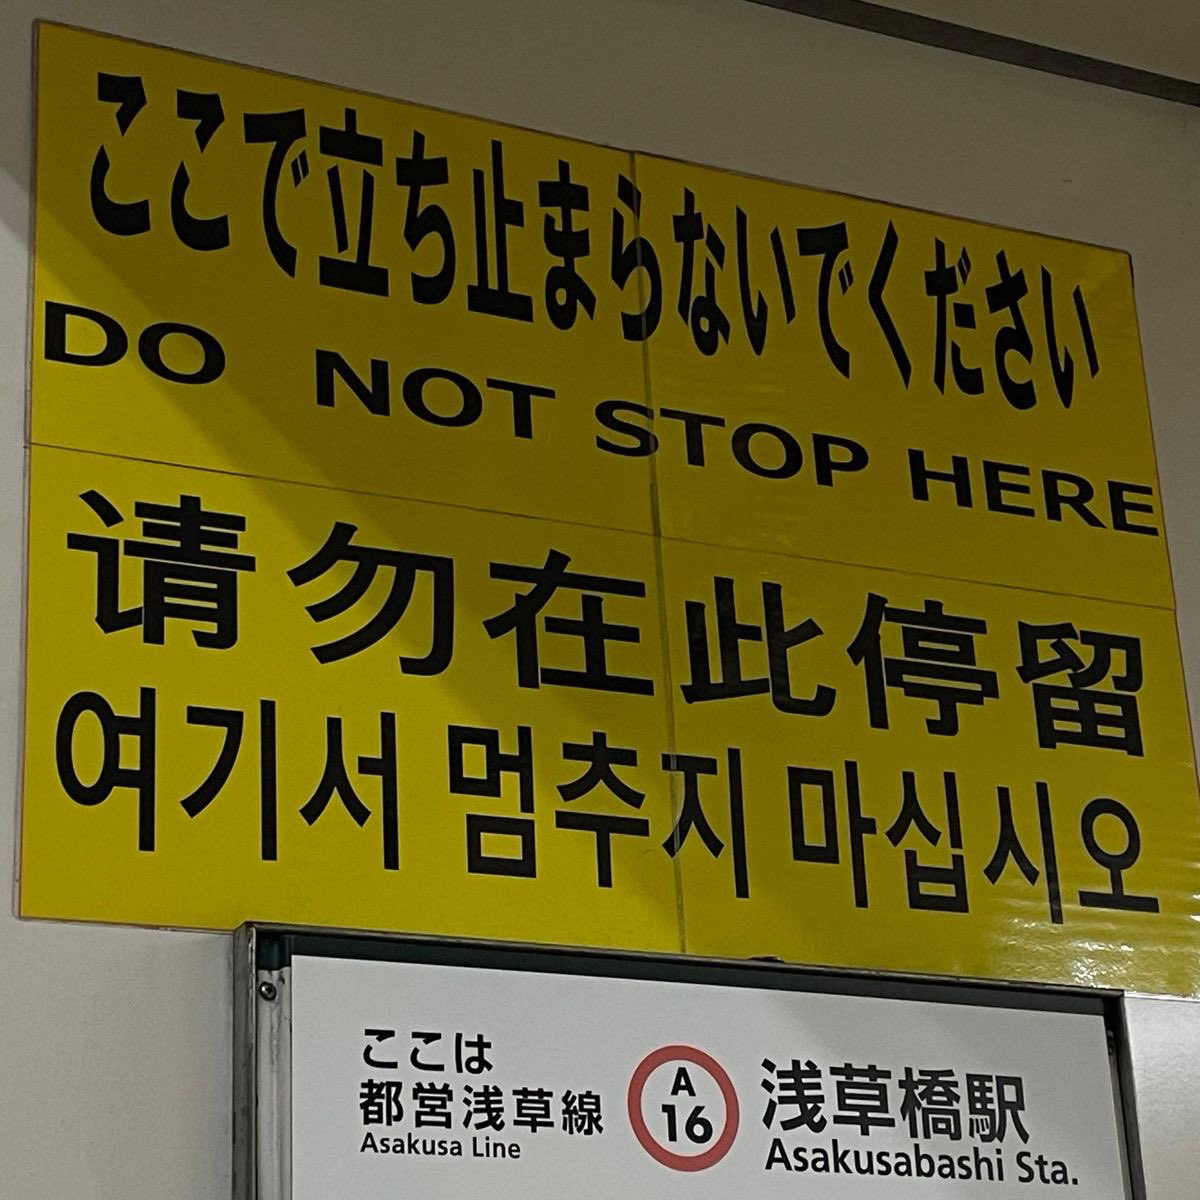 ここで立ち止まらないでください
DO NOT STOP HERE
请勿在此停留
여기서 멈추지 마십시오
ここは
都営浅草線
Asakusa Line
A
16
浅草橋駅
Asakusabashi Sta.